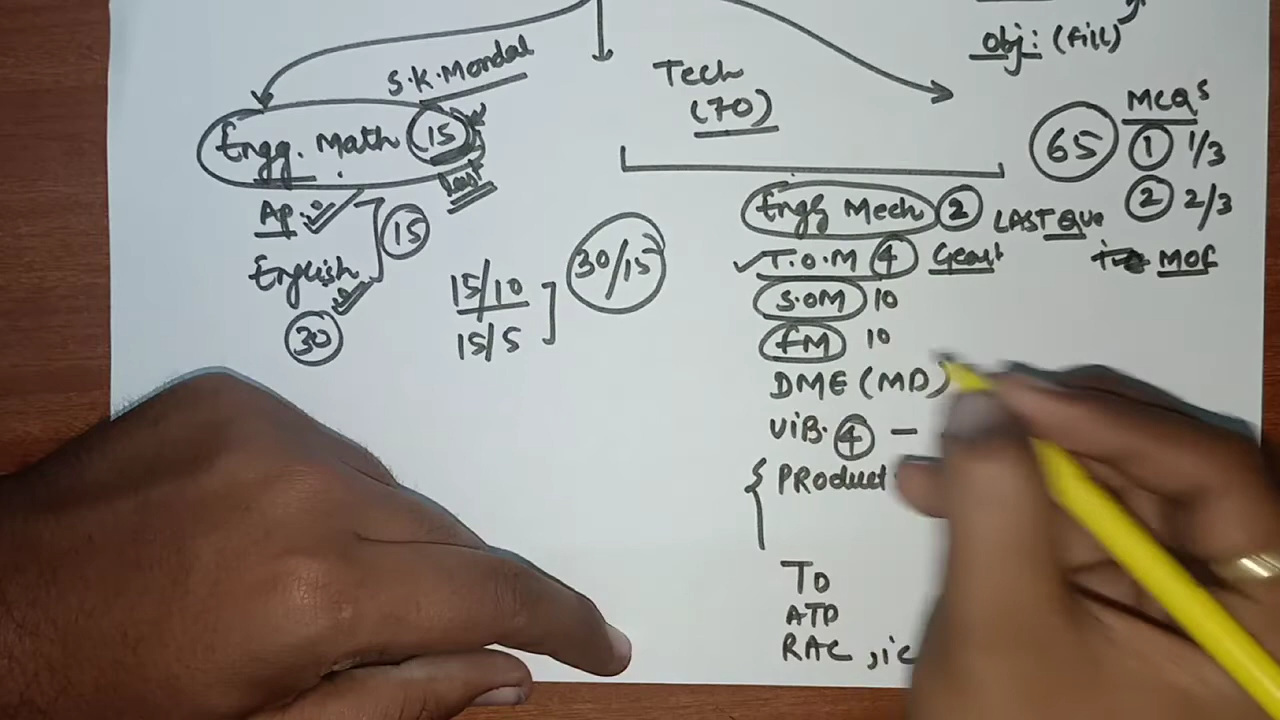 Obj: (fill)
S.K. Mondal
Tech
(70)
Engg. Math 15
Last
AP.
English
15
30
15/10
15/5
30/15
65
MCQs
1 1/3
2 2/3
Engg Mech 2 LAST QUE
T.O.M 4
MOF
S.OM 10
FM 10
DME (MD)
VIB. 4 -
PRoduct
TD
ATD
RAC, ic